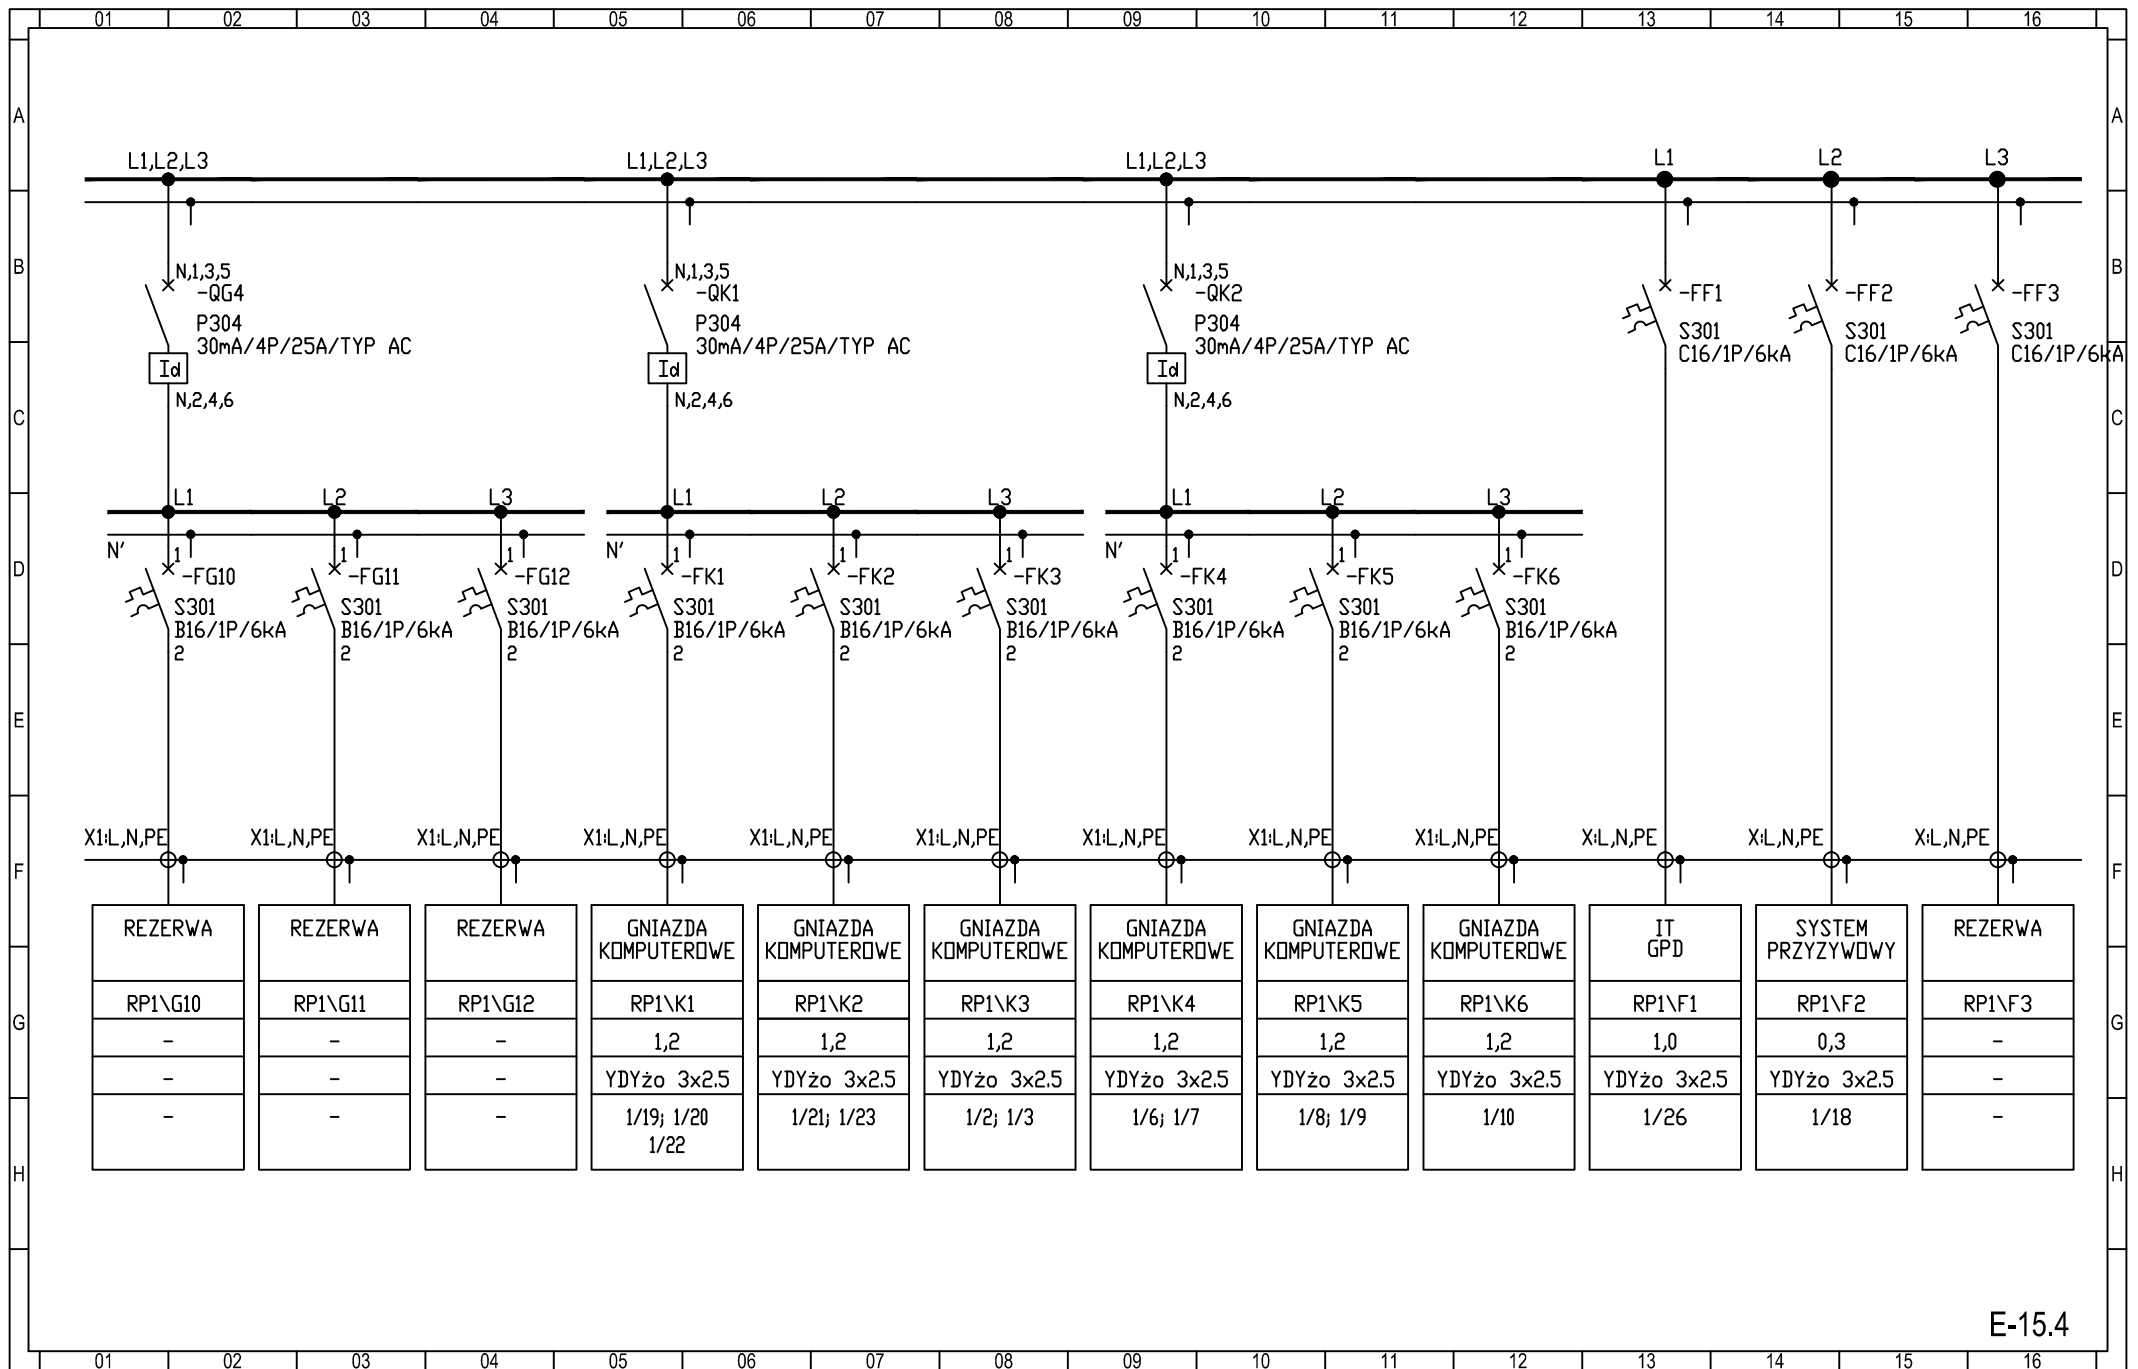 01 02 03 04 05 06 07 08 09 10 11 12 13 14 15 16
A A
L1,L2,L3 L1,L2,L3 L1,L2,L3 L1 L2 L3
B B
N,1,3,5 N,1,3,5 N,1,3,5
-QG4 -QK1 -QK2 -FF1 -FF2 -FF3
P304 P304 P304 S301 S301 S301
30mA/4P/25A/TYP AC 30mA/4P/25A/TYP AC 30mA/4P/25A/TYP AC C16/1P/6kA C16/1P/6kA C16/1P/6kA
Id Id Id
N,2,4,6 N,2,4,6 N,2,4,6
C C
L1 L2 L3 L1 L2 L3 L1 L2 L3
N' N' N'
1 1 1 1 1 1 1 1 1
D D
-FG10 -FG11 -FG12 -FK1 -FK2 -FK3 -FK4 -FK5 -FK6
S301 S301 S301 S301 S301 S301 S301 S301 S301
B16/1P/6kA B16/1P/6kA B16/1P/6kA B16/1P/6kA B16/1P/6kA B16/1P/6kA B16/1P/6kA B16/1P/6kA B16/1P/6kA
2 2 2 2 2 2 2 2 2
E E
X1:L,N,PE X1:L,N,PE X1:L,N,PE X1:L,N,PE X1:L,N,PE X1:L,N,PE X1:L,N,PE X1:L,N,PE X1:L,N,PE X:L,N,PE X:L,N,PE X:L,N,PE
F F
REZERWA REZERWA REZERWA GNIAZDA GNIAZDA GNIAZDA GNIAZDA GNIAZDA GNIAZDA IT SYSTEM REZERWA
KOMPUTEROWE KOMPUTEROWE KOMPUTEROWE KOMPUTEROWE KOMPUTEROWE KOMPUTEROWE GPD PRZYZYWOWY
RP1\G10 RP1\G11 RP1\G12 RP1\K1 RP1\K2 RP1\K3 RP1\K4 RP1\K5 RP1\K6 RP1\F1 RP1\F2 RP1\F3
G G
- - - 1,2 1,2 1,2 1,2 1,2 1,2 1,0 0,3 -
- - - YDYżo 3x2.5 YDYżo 3x2.5 YDYżo 3x2.5 YDYżo 3x2.5 YDYżo 3x2.5 YDYżo 3x2.5 YDYżo 3x2.5 YDYżo 3x2.5 -
- - - 1/19; 1/20 1/21; 1/23 1/2; 1/3 1/6; 1/7 1/8; 1/9 1/10 1/26 1/18 -
1/22
H H
E-15.4
01 02 03 04 05 06 07 08 09 10 11 12 13 14 15 16